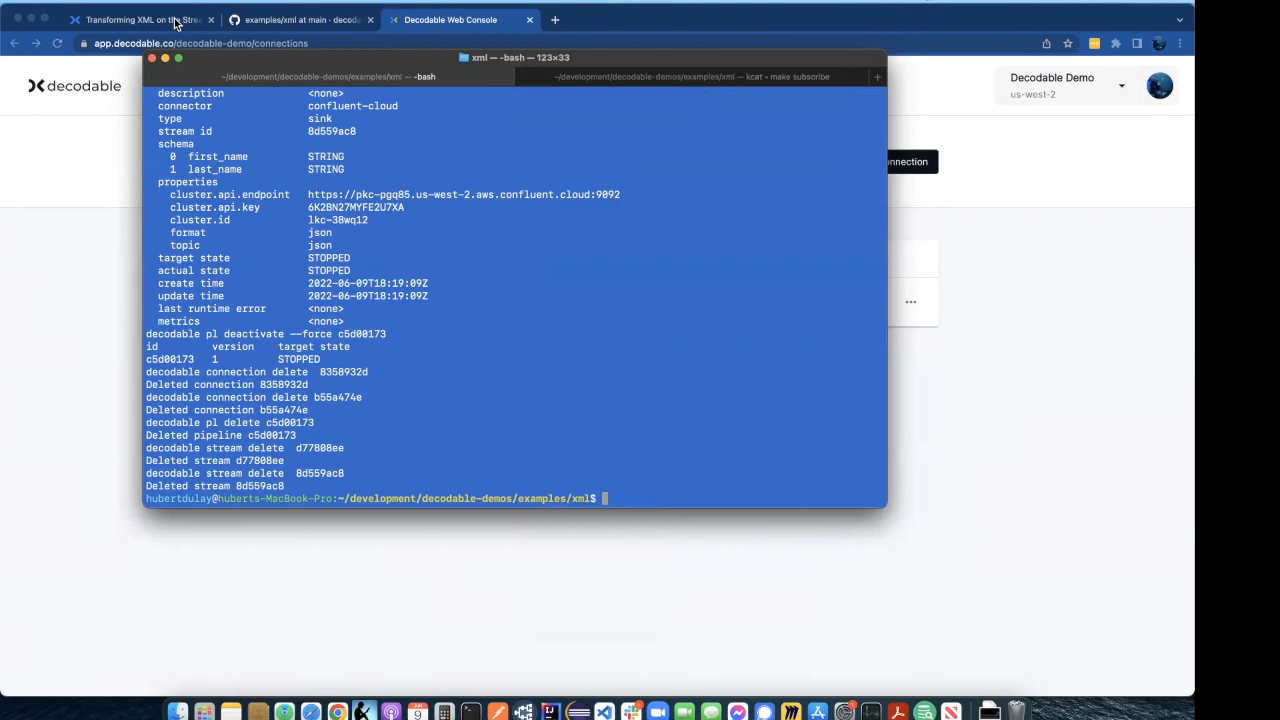 Transforming XML on the Strea
examples/xml at main · decoda
Decodable Web Console
app.decodable.co/decodable-demo/connections
xml — -bash — 123×33
~/development/decodable-demos/examples/xml — -bash
~/development/decodable-demos/examples/xml — kcat • make subscribe
decodable
Decodable Demo
us-west-2
onnection
description <none>
connector confluent-cloud
type sink
stream id 8d559ac8
schema
0 first_name STRING
1 last_name STRING
properties
cluster.api.endpoint https://pkc-pgq85.us-west-2.aws.confluent.cloud:9092
cluster.api.key 6K2BN27MYFE2U7XA
cluster.id lkc-38wq12
format json
topic json
target state STOPPED
actual state STOPPED
create time 2022-06-09T18:19:09Z
update time 2022-06-09T18:19:09Z
last runtime error <none>
metrics <none>
decodable pl deactivate --force c5d00173
id version target state
c5d00173 1 STOPPED
decodable connection delete 8358932d
Deleted connection 8358932d
decodable connection delete b55a474e
Deleted connection b55a474e
decodable pl delete c5d00173
Deleted pipeline c5d00173
decodable stream delete d77808ee
Deleted stream d77808ee
decodable stream delete 8d559ac8
Deleted stream 8d559ac8
hubertdulay@huberts-MacBook-Pro:~/development/decodable-demos/examples/xml$
9